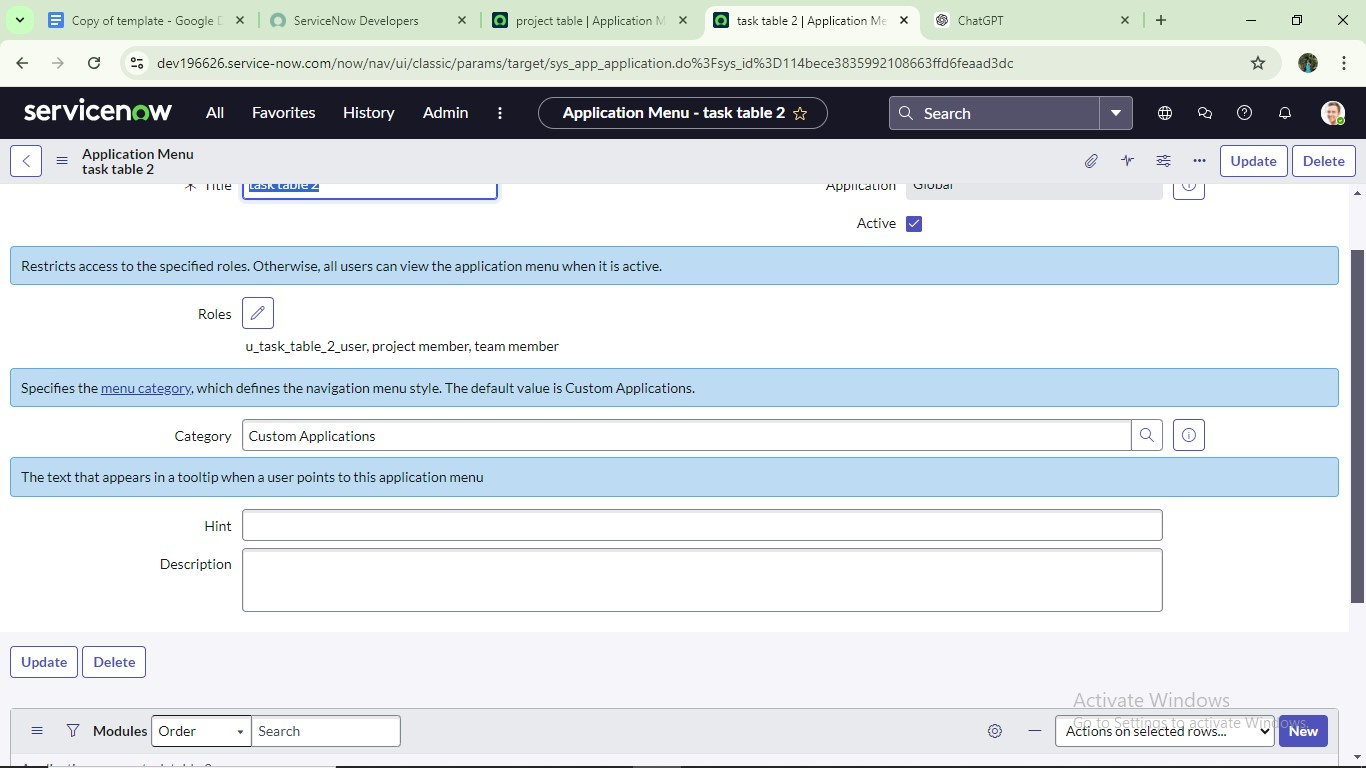 Copy of template - Google D
ServiceNow Developers
project table | Application M
task table 2 | Application Me
ChatGPT
dev196626.service-now.com/now/nav/ui/classic/params/target/sys_app_application.do%3Fsys_id%3D114bece3835992108663ffd6feaad3dc
servicenow
All
Favorites
History
Admin
Application Menu - task table 2
Search
Application Menu
task table 2
Update
Delete
* Title
task table 2
Application
Global
Active
Restricts access to the specified roles. Otherwise, all users can view the application menu when it is active.
Roles
u_task_table_2_user, project member, team member
Specifies the menu category, which defines the navigation menu style. The default value is Custom Applications.
Category
Custom Applications
The text that appears in a tooltip when a user points to this application menu
Hint
Description
Update
Delete
Activate Windows
Go to Settings to activate Windows.
Modules
Order
Search
Actions on selected rows...
New